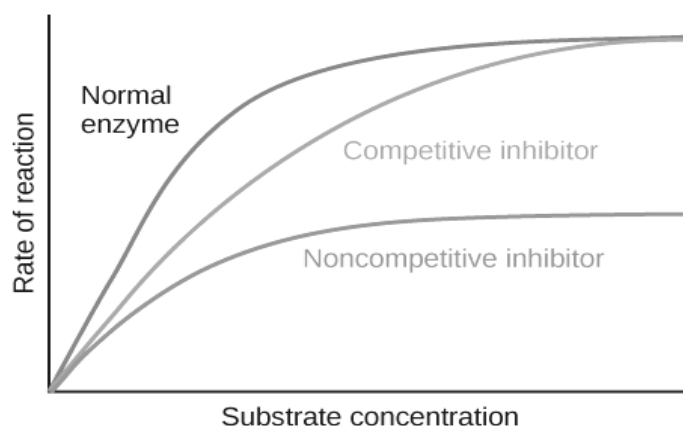 Normal
enzyme
Competitive inhibitor
Noncompetitive inhibitor
Rate of reaction
Substrate concentration